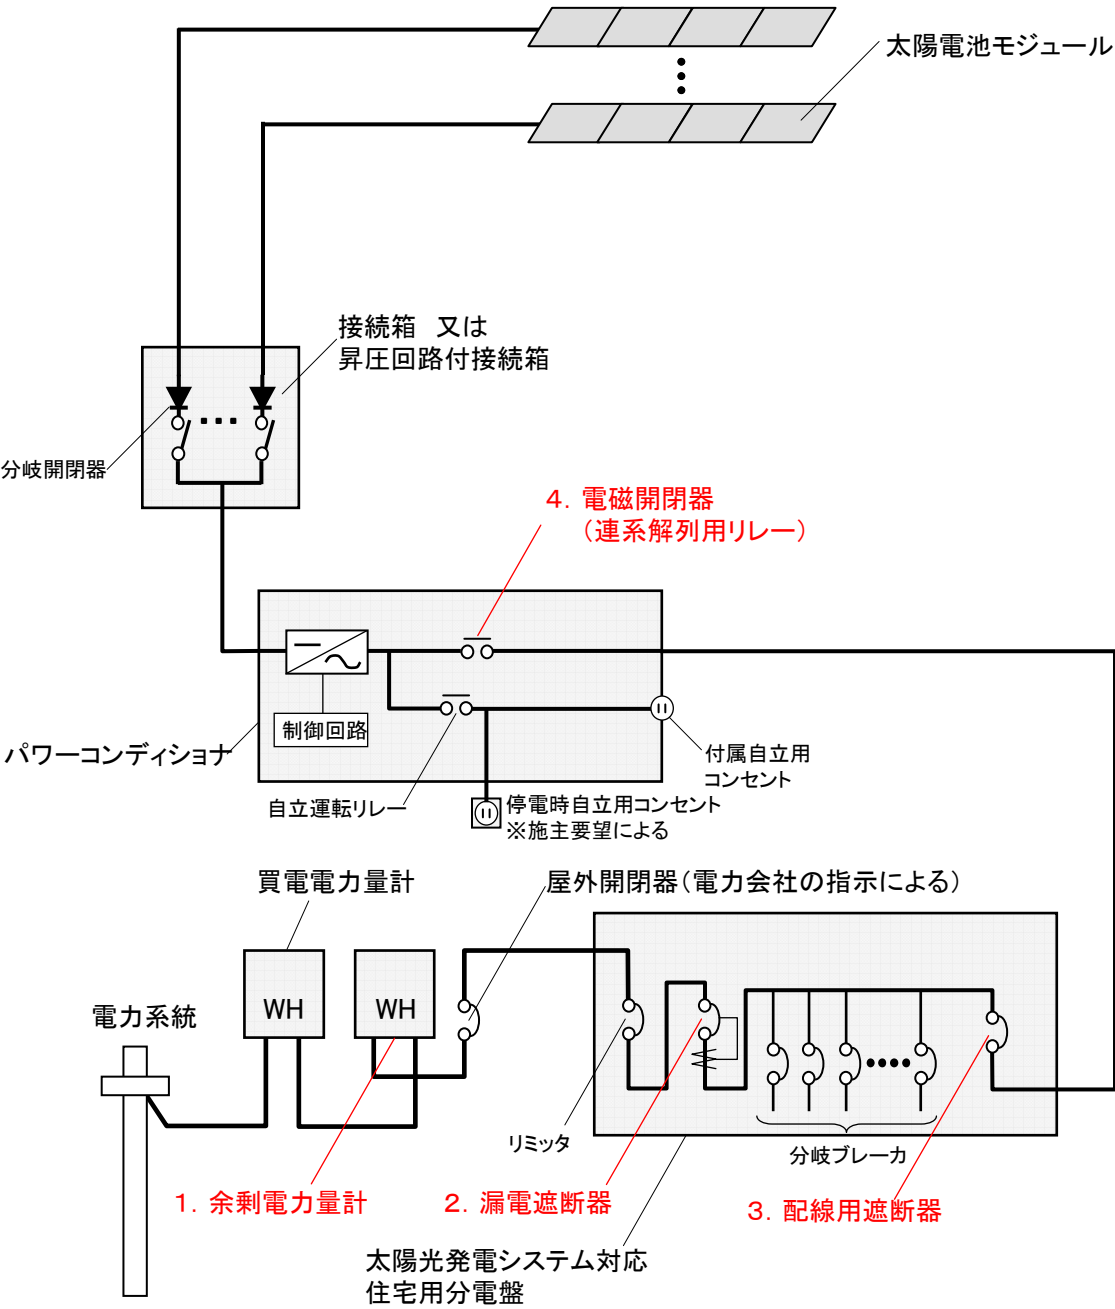 太陽電池モジュール
接続箱　又は
昇圧回路付接続箱
分岐開閉器
４．電磁開閉器
（連系解列用リレー）
制御回路
パワーコンディショナ
自立運転リレー
付属自立用
コンセント
停電時自立用コンセント
※施主要望による
買電電力量計
屋外開閉器（電力会社の指示による）
WH
WH
電力系統
リミッタ
分岐ブレーカ
１．余剰電力量計
２．漏電遮断器
３．配線用遮断器
太陽光発電システム対応
住宅用分電盤